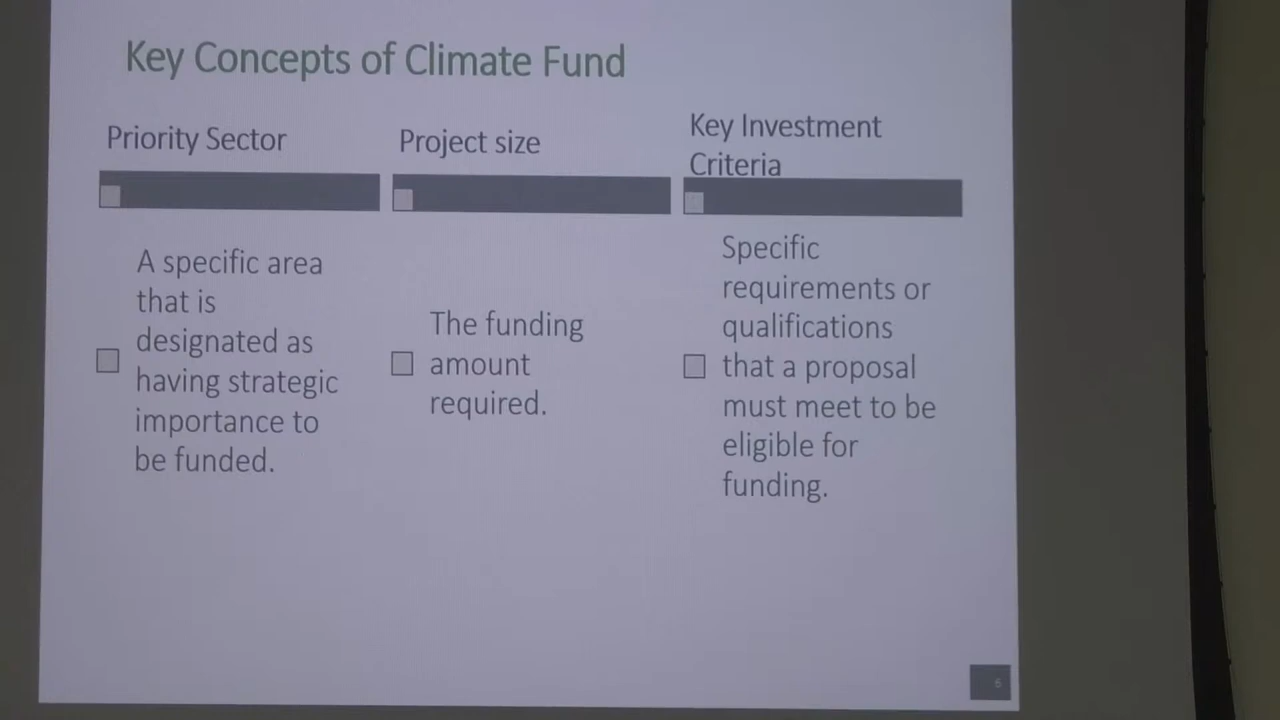 Key Concepts of Climate Fund
Priority Sector
A specific area
that is
designated as
having strategic
importance to
be funded.
Project size
The funding
amount
required.
Key Investment
Criteria
Specific
requirements or
qualifications
that a proposal
must meet to be
eligible for
funding.
6